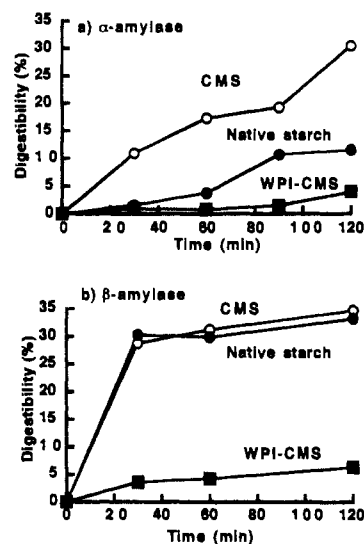 a) α-amylase
Digestibility (%)
35
30
25
20
15
10
5
0
CMS
Native starch
WPI-CMS
0 20 40 60 80 100 120
Time (min)
b) β-amylase
Digestibility (%)
35
30
25
20
15
10
5
0
CMS
Native starch
WPI-CMS
0 20 40 60 80 100 120
Time (min)